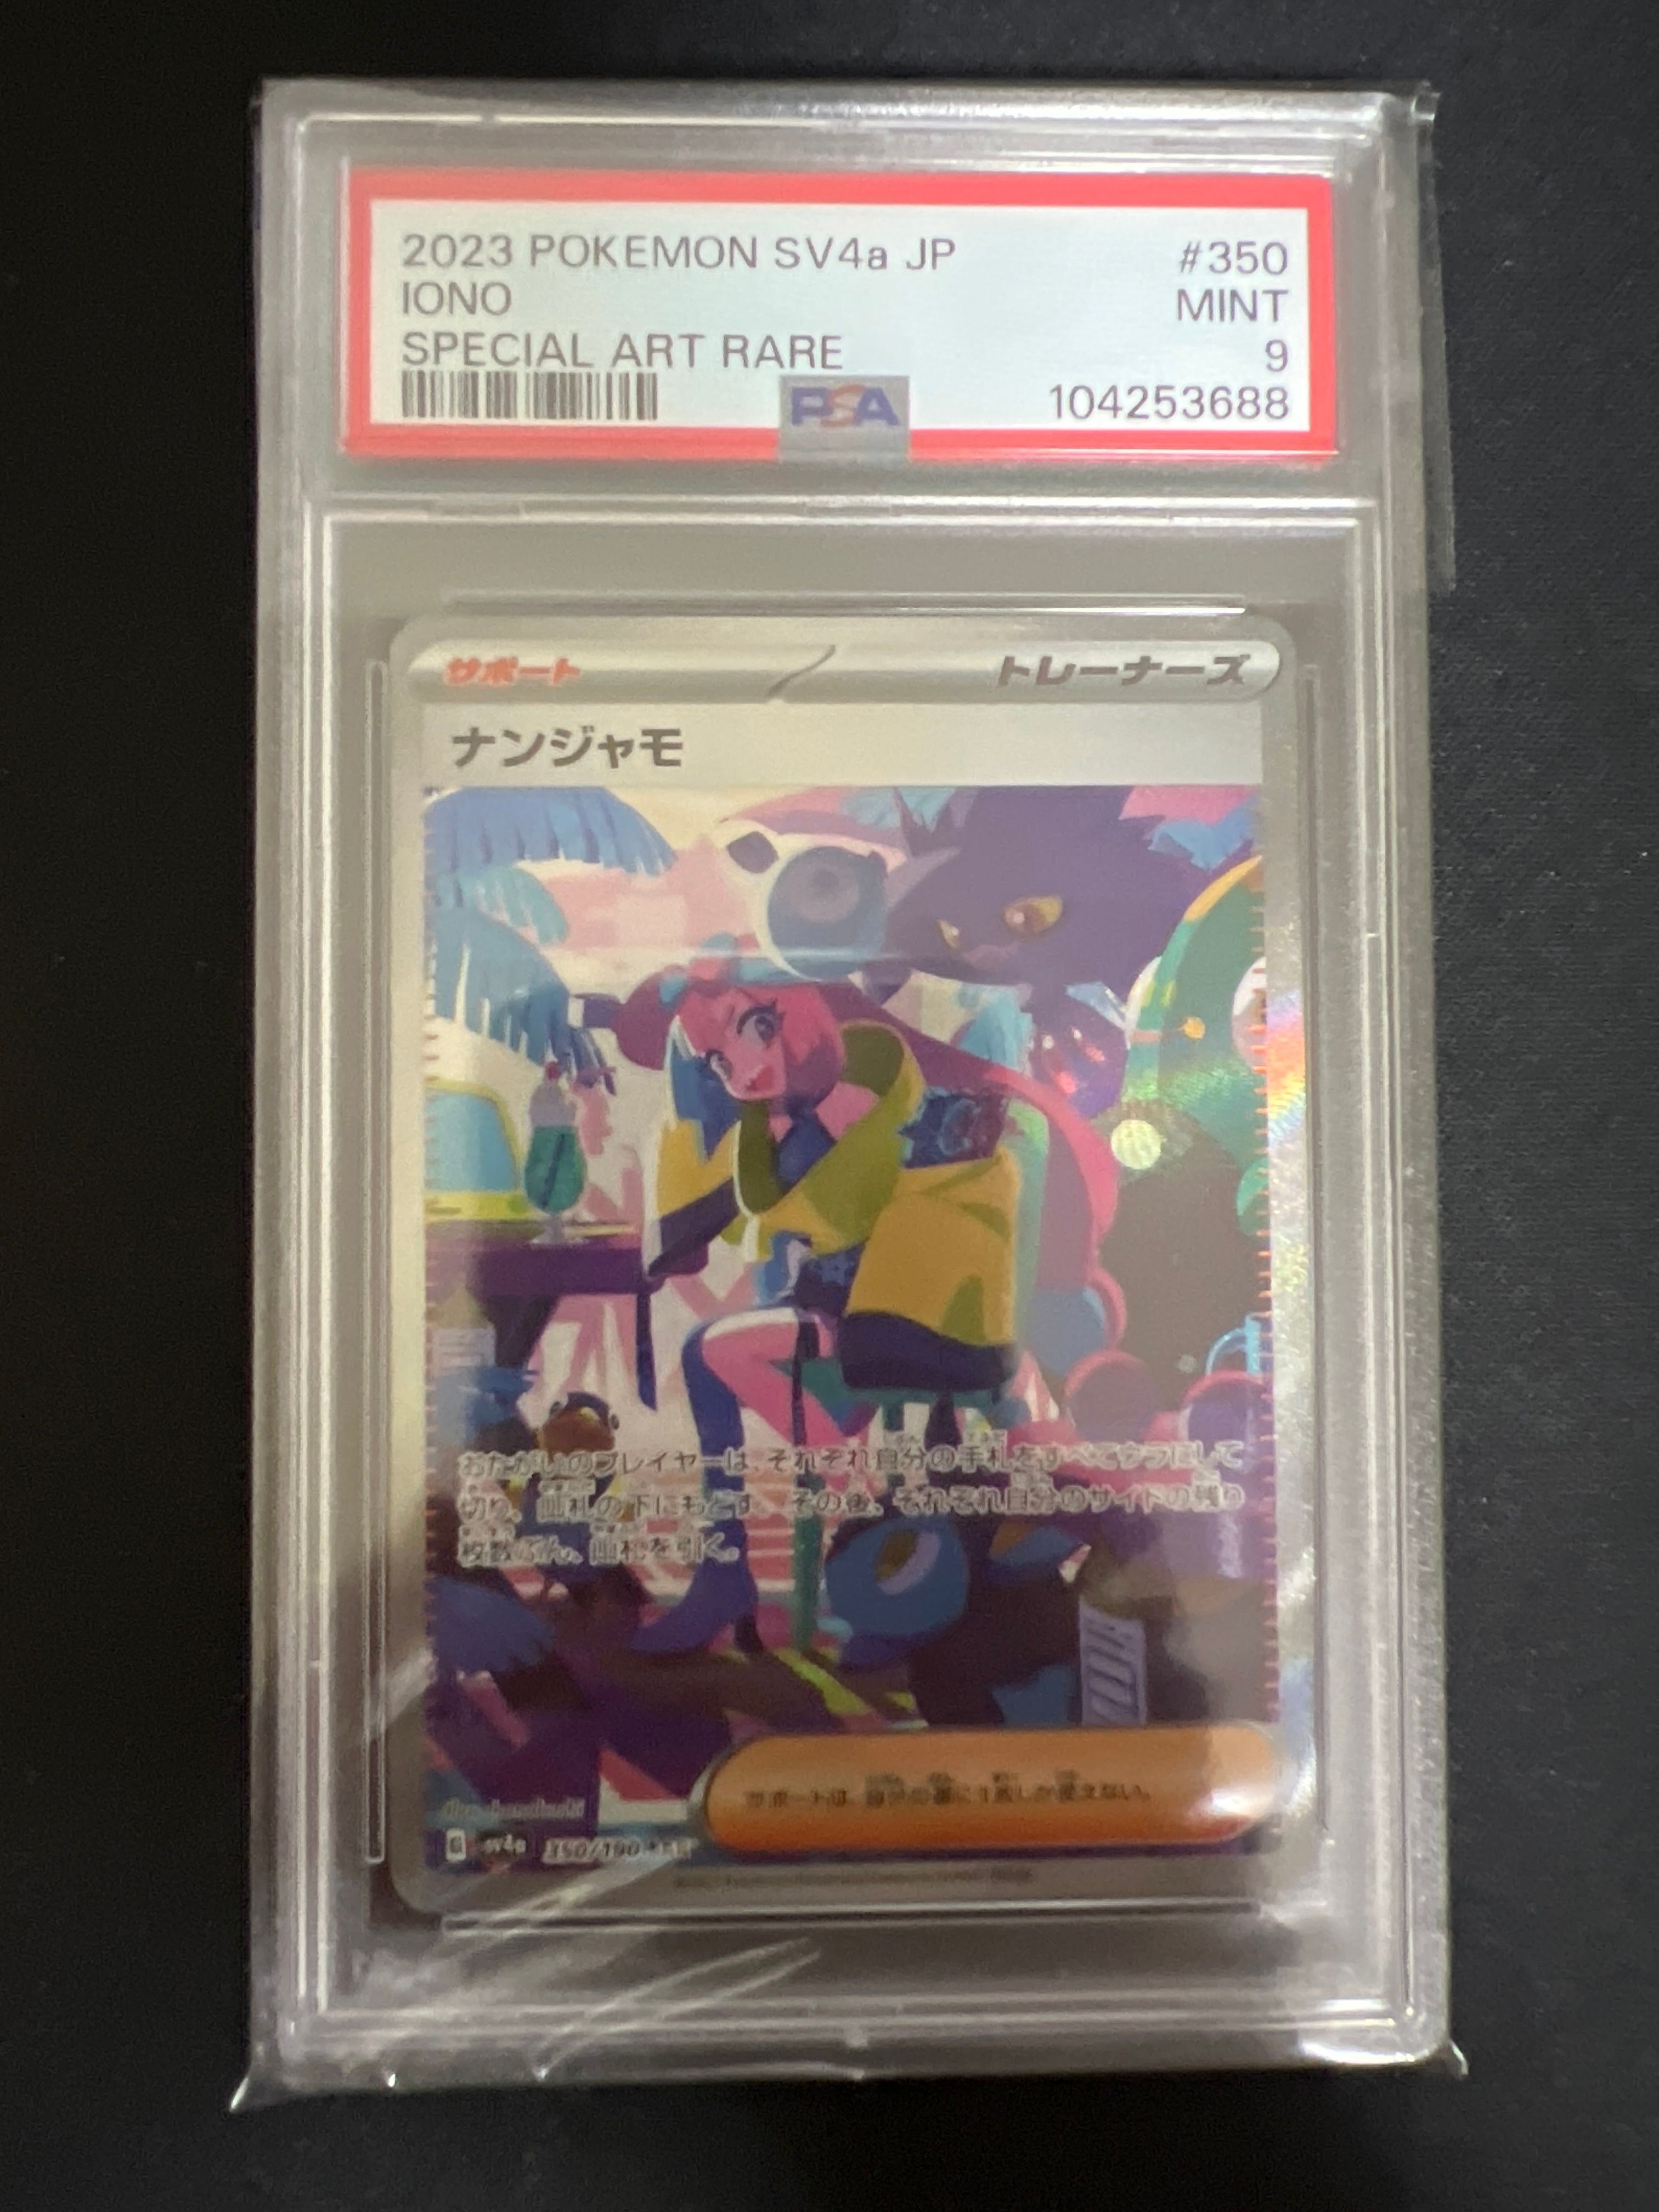 2023 POKEMON SV4a JP #350
IONO MINT
SPECIAL ART RARE 9
PSA 104253688
サポート トレーナーズ
ナンジャモ
おたがいのプレイヤーは、それぞれ自分の手札をすべてウラにして
切り、山札の下にもどす。その後、それぞれ自分のサイドの残り
枚数ぶん、山札を引く。
サポートは、自分の番に1枚しか使えない。
G sv4a 350/190 SAR